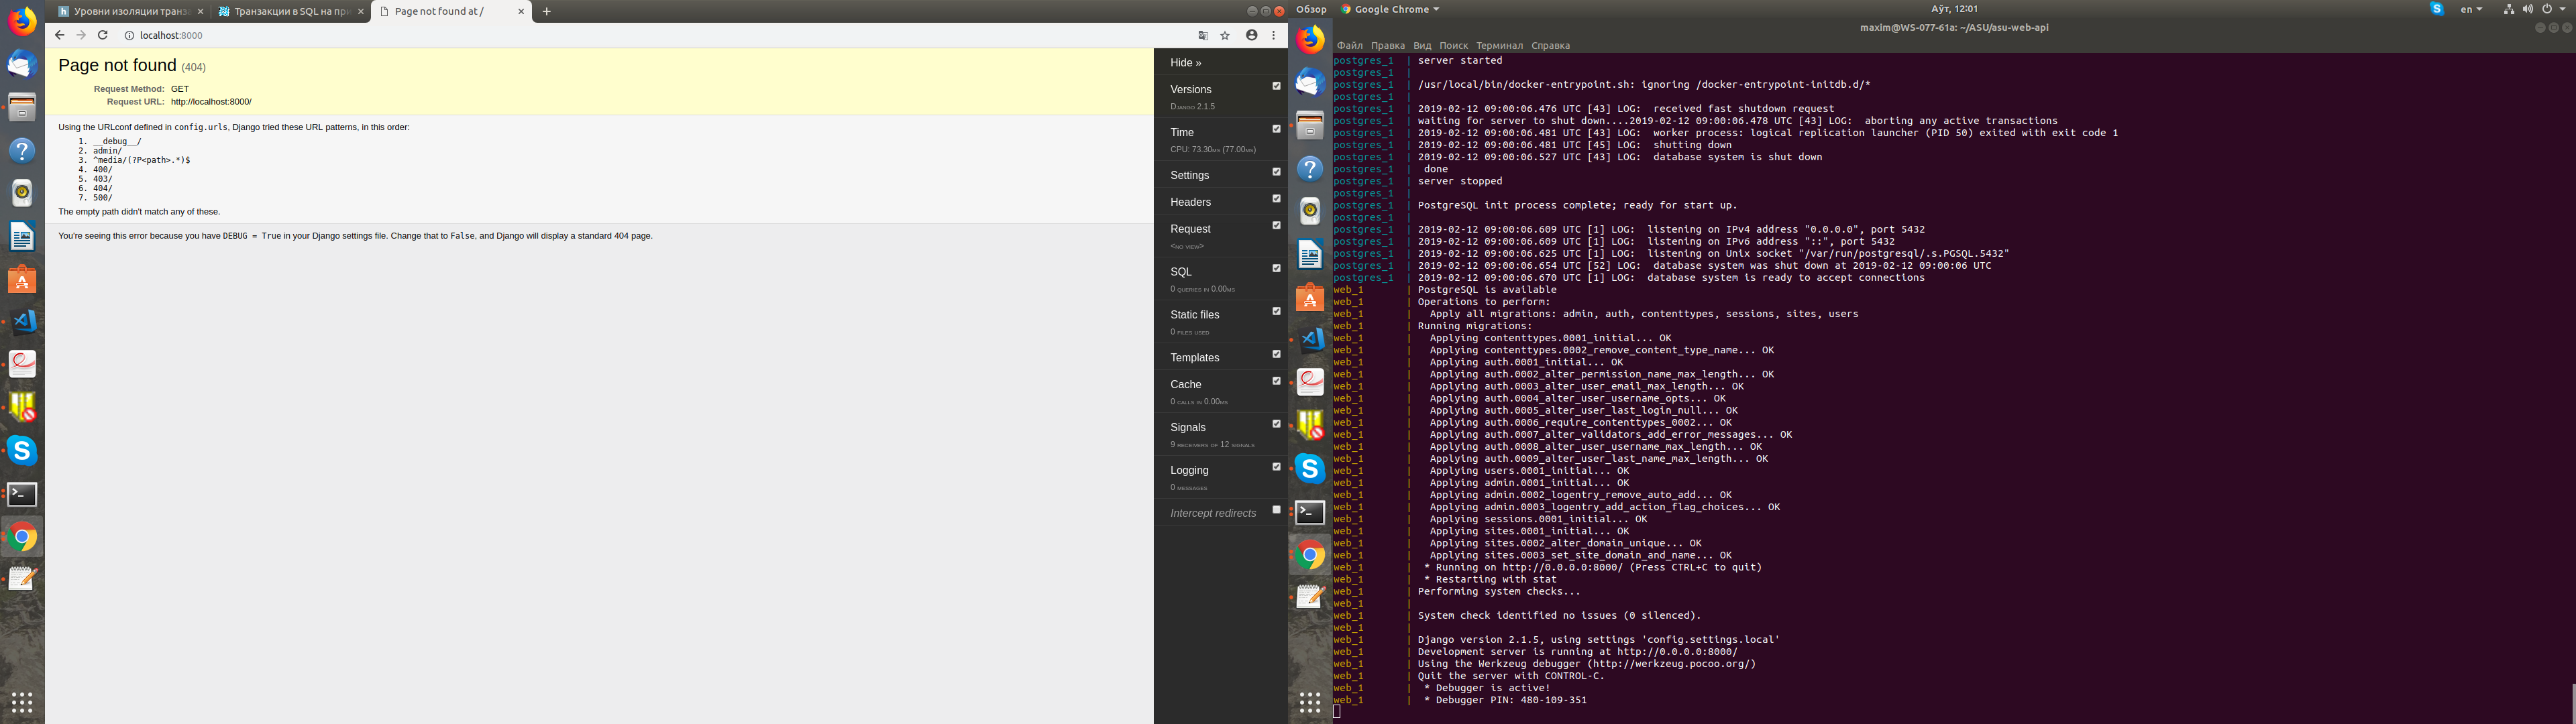 Уровни изоляции транза
Транзакции в SQL на при
Page not found at /
localhost:8000
Page not found (404)
Request Method: GET
Request URL: http://localhost:8000/
Using the URLconf defined in config.urls, Django tried these URL patterns, in this order:
1. __debug__/
2. admin/
3. ^media/(?P<path>.*)$
4. 400/
5. 403/
6. 404/
7. 500/
The empty path didn't match any of these.
You're seeing this error because you have DEBUG = True in your Django settings file. Change that to False, and Django will display a standard 404 page.
Hide »
Versions
Django 2.1.5
Time
CPU: 73.30ms (77.00ms)
Settings
Headers
Request
<no view>
SQL
0 queries in 0.00ms
Static files
0 files used
Templates
Cache
0 calls in 0.00ms
Signals
9 receivers of 12 signals
Logging
0 messages
Intercept redirects
Обзор
Google Chrome
Аўт, 12:01
en
maxim@WS-077-61a: ~/ASU/asu-web-api
Файл Правка Вид Поиск Терминал Справка
postgres_1 | server started
postgres_1 |
postgres_1 | /usr/local/bin/docker-entrypoint.sh: ignoring /docker-entrypoint-initdb.d/*
postgres_1 |
postgres_1 | 2019-02-12 09:00:06.476 UTC [43] LOG:  received fast shutdown request
postgres_1 | waiting for server to shut down....2019-02-12 09:00:06.478 UTC [43] LOG:  aborting any active transactions
postgres_1 | 2019-02-12 09:00:06.481 UTC [43] LOG:  worker process: logical replication launcher (PID 50) exited with exit code 1
postgres_1 | 2019-02-12 09:00:06.481 UTC [45] LOG:  shutting down
postgres_1 | 2019-02-12 09:00:06.527 UTC [43] LOG:  database system is shut down
postgres_1 |  done
postgres_1 | server stopped
postgres_1 |
postgres_1 | PostgreSQL init process complete; ready for start up.
postgres_1 |
postgres_1 | 2019-02-12 09:00:06.609 UTC [1] LOG:  listening on IPv4 address "0.0.0.0", port 5432
postgres_1 | 2019-02-12 09:00:06.609 UTC [1] LOG:  listening on IPv6 address "::", port 5432
postgres_1 | 2019-02-12 09:00:06.625 UTC [1] LOG:  listening on Unix socket "/var/run/postgresql/.s.PGSQL.5432"
postgres_1 | 2019-02-12 09:00:06.654 UTC [52] LOG:  database system was shut down at 2019-02-12 09:00:06 UTC
postgres_1 | 2019-02-12 09:00:06.670 UTC [1] LOG:  database system is ready to accept connections
web_1 | PostgreSQL is available
web_1 | Operations to perform:
web_1 |   Apply all migrations: admin, auth, contenttypes, sessions, sites, users
web_1 | Running migrations:
web_1 |   Applying contenttypes.0001_initial... OK
web_1 |   Applying contenttypes.0002_remove_content_type_name... OK
web_1 |   Applying auth.0001_initial... OK
web_1 |   Applying auth.0002_alter_permission_name_max_length... OK
web_1 |   Applying auth.0003_alter_user_email_max_length... OK
web_1 |   Applying auth.0004_alter_user_username_opts... OK
web_1 |   Applying auth.0005_alter_user_last_login_null... OK
web_1 |   Applying auth.0006_require_contenttypes_0002... OK
web_1 |   Applying auth.0007_alter_validators_add_error_messages... OK
web_1 |   Applying auth.0008_alter_user_username_max_length... OK
web_1 |   Applying auth.0009_alter_user_last_name_max_length... OK
web_1 |   Applying users.0001_initial... OK
web_1 |   Applying admin.0001_initial... OK
web_1 |   Applying admin.0002_logentry_remove_auto_add... OK
web_1 |   Applying admin.0003_logentry_add_action_flag_choices... OK
web_1 |   Applying sessions.0001_initial... OK
web_1 |   Applying sites.0001_initial... OK
web_1 |   Applying sites.0002_alter_domain_unique... OK
web_1 |   Applying sites.0003_set_site_domain_and_name... OK
web_1 |  * Running on http://0.0.0.0:8000/ (Press CTRL+C to quit)
web_1 |  * Restarting with stat
web_1 | Performing system checks...
web_1 |
web_1 | System check identified no issues (0 silenced).
web_1 |
web_1 | Django version 2.1.5, using settings 'config.settings.local'
web_1 | Development server is running at http://0.0.0.0:8000/
web_1 | Using the Werkzeug debugger (http://werkzeug.pocoo.org/)
web_1 | Quit the server with CONTROL-C.
web_1 |  * Debugger is active!
web_1 |  * Debugger PIN: 480-109-351